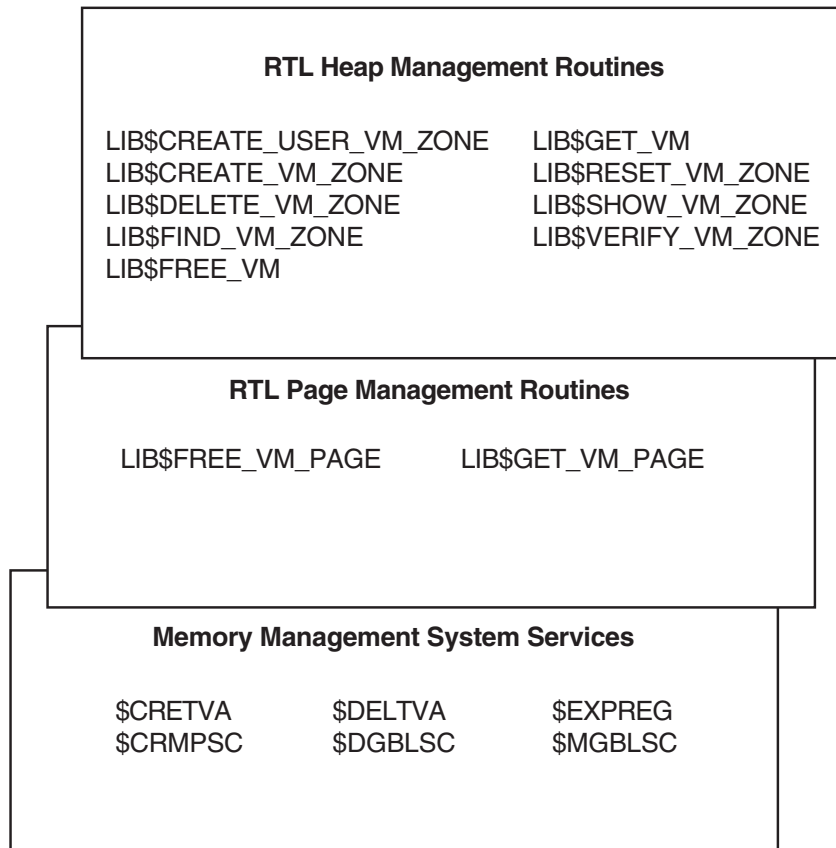 RTL Heap Management Routines
LIB$CREATE_USER_VM_ZONE LIB$GET_VM
LIB$CREATE_VM_ZONE LIB$RESET_VM_ZONE
LIB$DELETE_VM_ZONE LIB$SHOW_VM_ZONE
LIB$FIND_VM_ZONE LIB$VERIFY_VM_ZONE
LIB$FREE_VM
RTL Page Management Routines
LIB$FREE_VM_PAGE LIB$GET_VM_PAGE
Memory Management System Services
$CRETVA $DELTVA $EXPREG
$CRMPSC $DGBLSC $MGBLSC